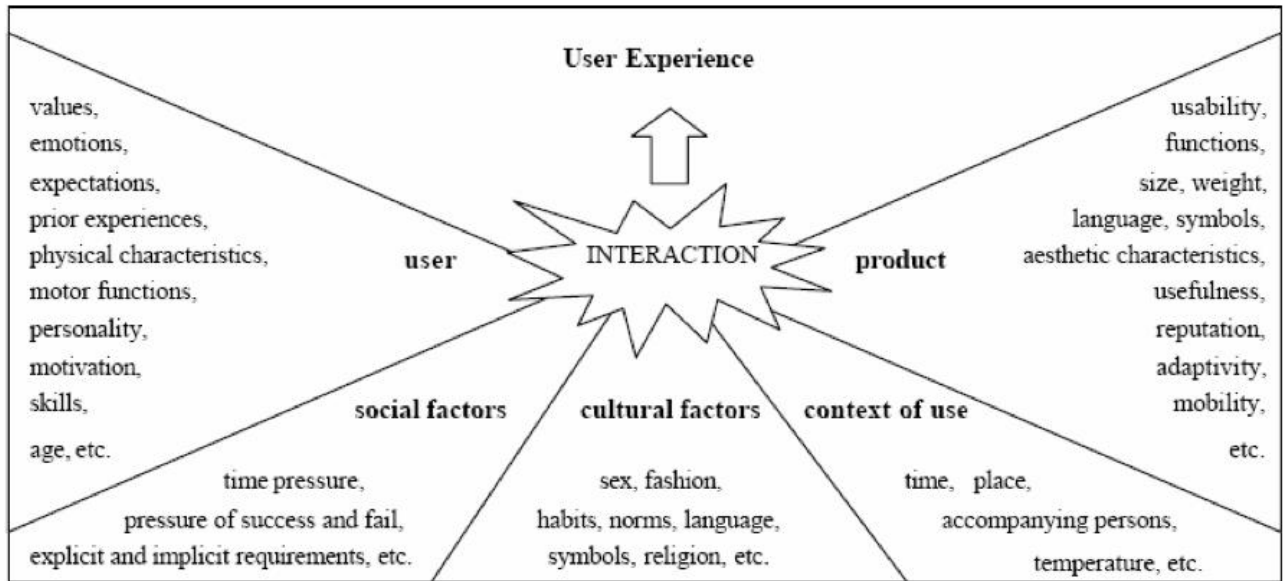 User Experience
values,
emotions,
expectations,
prior experiences,
physical characteristics,
motor functions,
personality,
motivation,
skills,
age, etc.
user
INTERACTION
product
usability,
functions,
size, weight,
language, symbols,
aesthetic characteristics,
usefulness,
reputation,
adaptivity,
mobility,
etc.
social factors
time pressure,
pressure of success and fail,
explicit and implicit requirements, etc.
cultural factors
sex, fashion,
habits, norms, language,
symbols, religion, etc.
context of use
time, place,
accompanying persons,
temperature, etc.